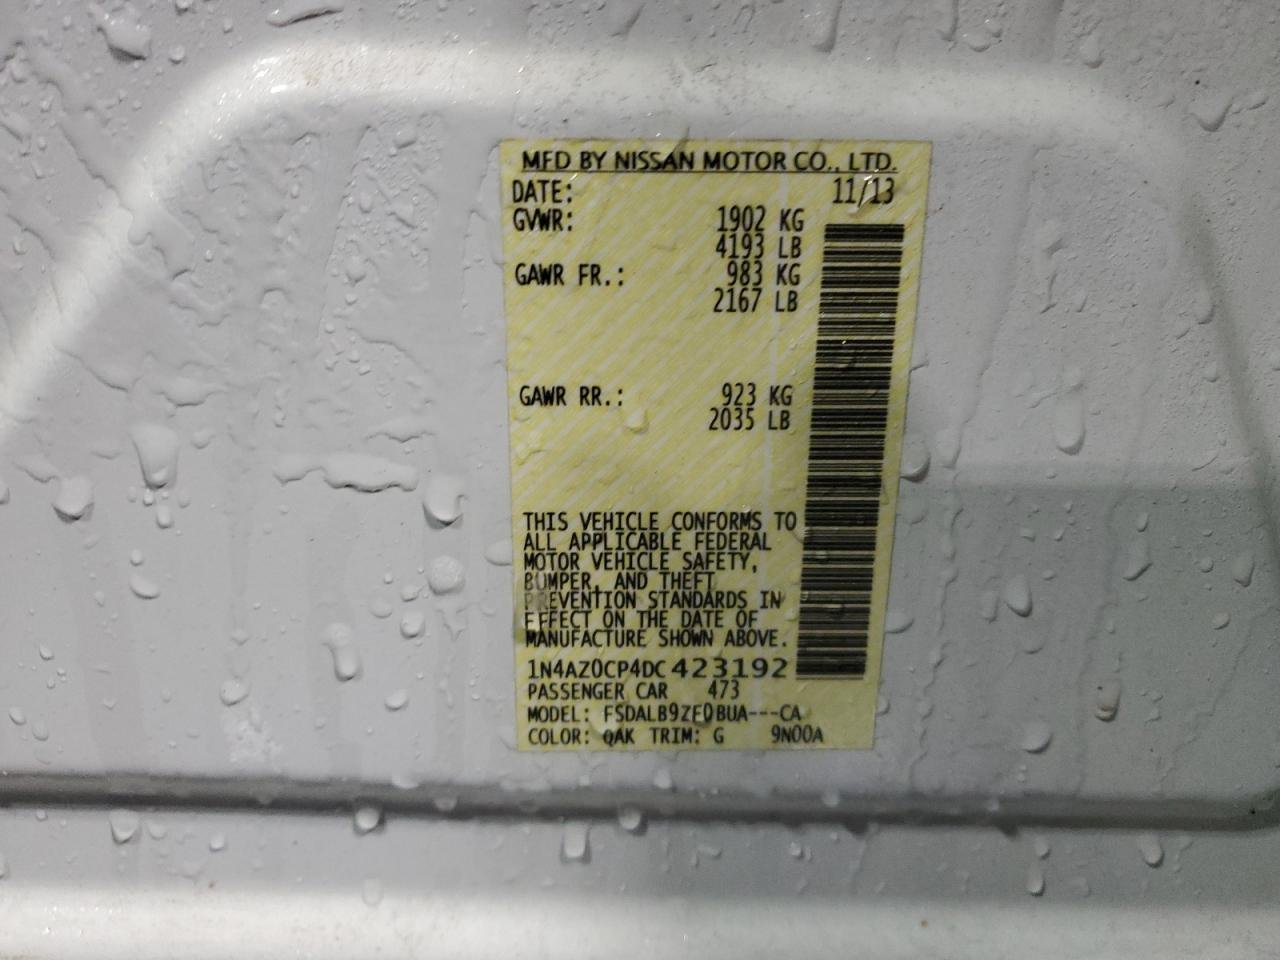 MFD BY NISSAN MOTOR CO., LTD.
DATE: 11/13
GVWR: 1902 KG
4193 LB
GAWR FR.: 983 KG
2167 LB
GAWR RR.: 923 KG
2035 LB
THIS VEHICLE CONFORMS TO
ALL APPLICABLE FEDERAL
MOTOR VEHICLE SAFETY,
BUMPER, AND THEFT
PREVENTION STANDARDS IN
EFFECT ON THE DATE OF
MANUFACTURE SHOWN ABOVE.
1N4AZ0CP4DC423192
PASSENGER CAR 473
MODEL: FSDALB9ZE0BUA---CA
COLOR: QAK TRIM: G 9N00A